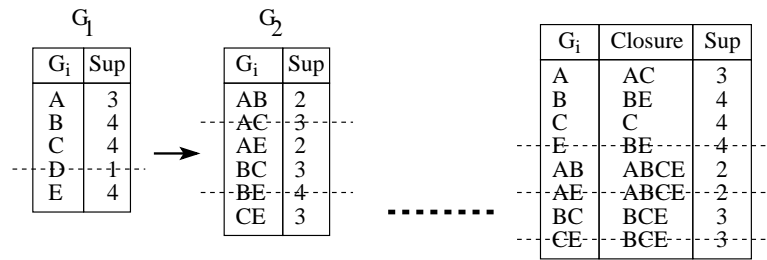 G1
Gi Sup
A 3
B 4
C 4
D 1
E 4
G2
Gi Sup
AB 2
AC 3
AE 2
BC 3
BE 4
CE 3
Gi Closure Sup
A AC 3
B BE 4
C C 4
E BE 4
AB ABCE 2
AE ABCE 2
BC BCE 3
CE BCE 3